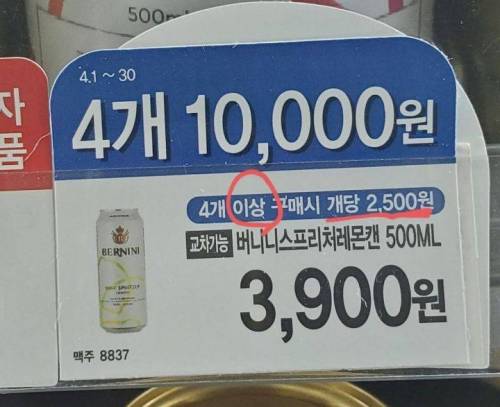 500ml
4.1 ~ 30
4개 10,000원
자
품
4개 이상 구매시 개당 2,500원
교차가능 버니니스프리처레몬캔 500ML
BERNINI
3,900원
맥주 8837